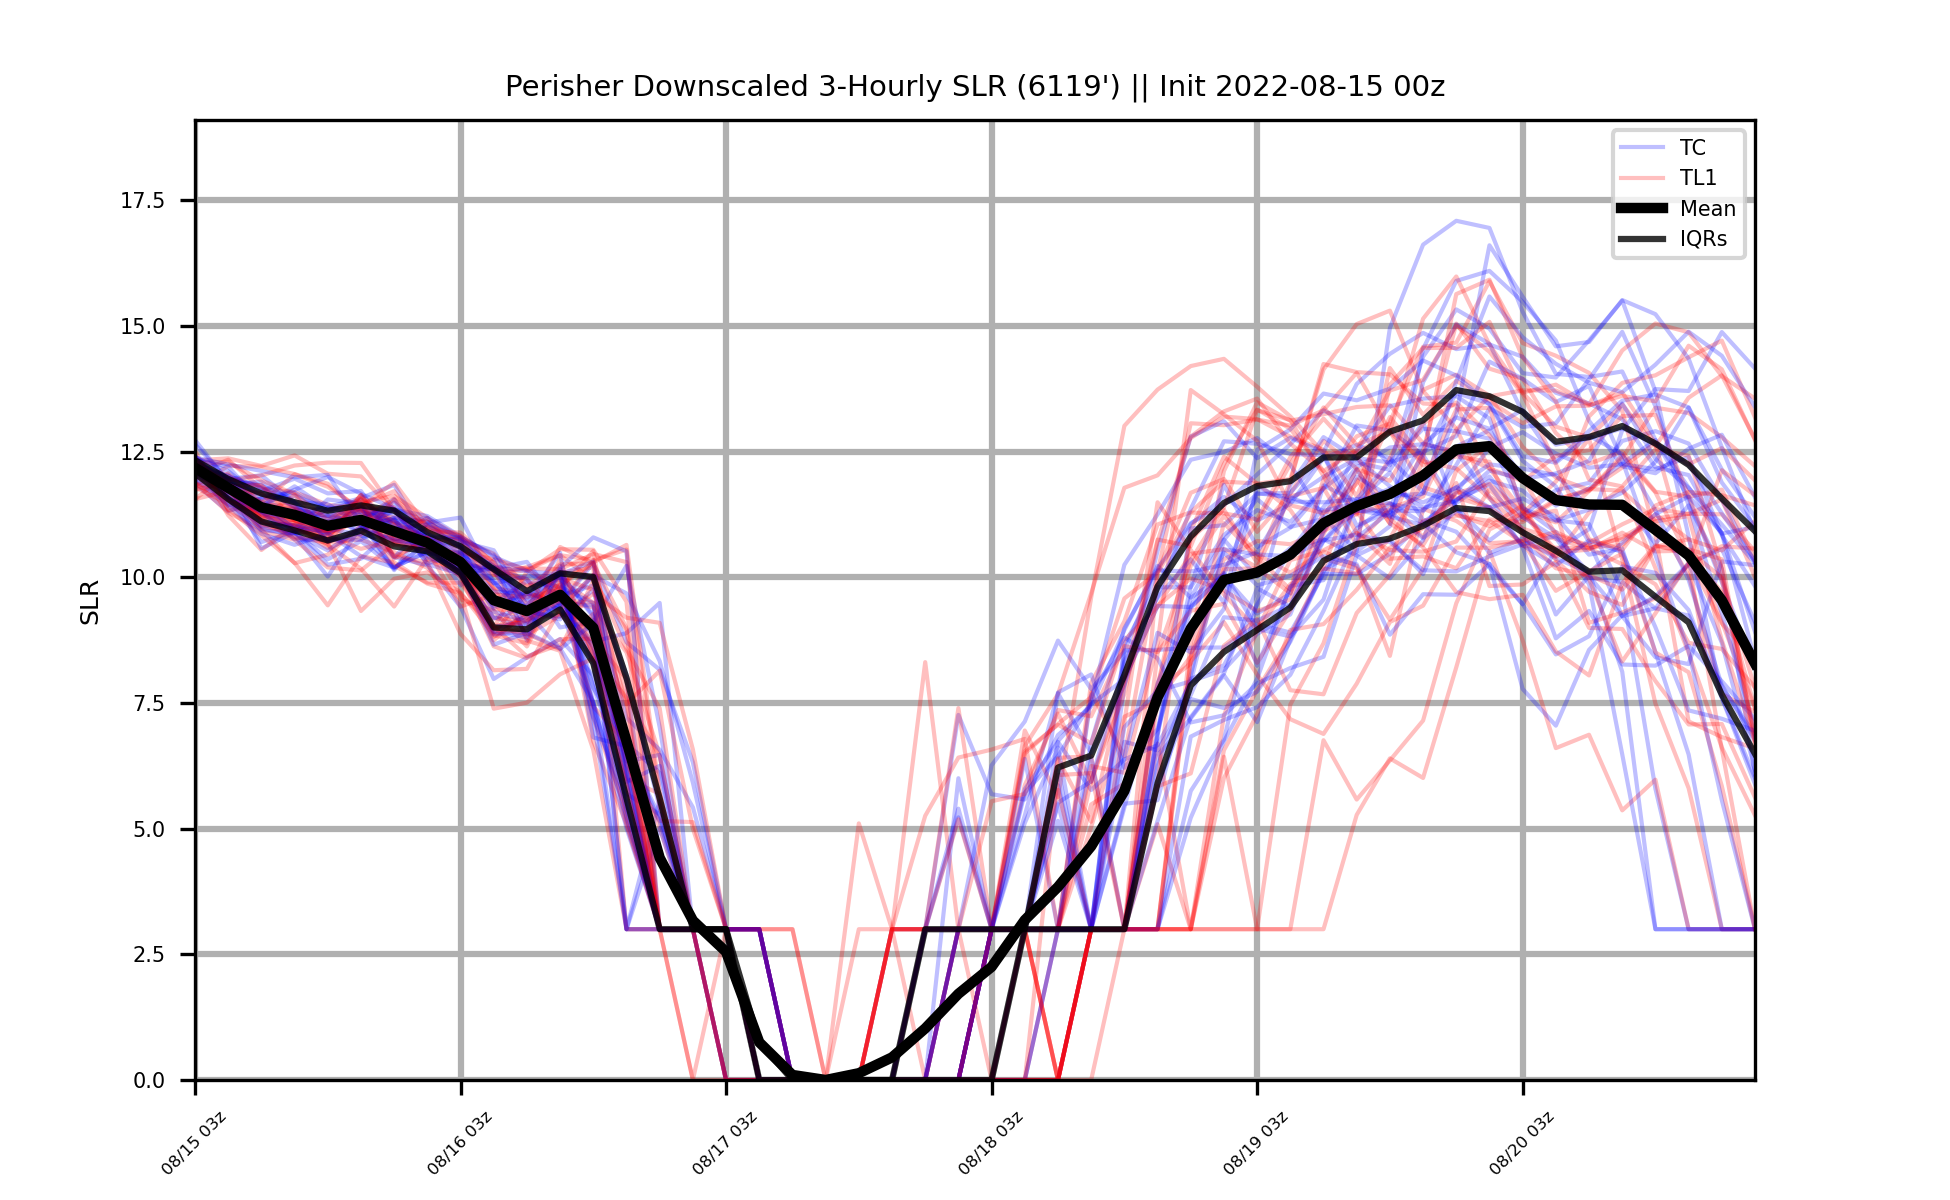 Perisher Downscaled 3-Hourly SLR (6119') || Init 2022-08-15 00z
TC
TL1
Mean
IQRs
17.5
15.0
12.5
10.0
7.5
5.0
2.5
0.0
SLR
08/15 03z
08/16 03z
08/17 03z
08/18 03z
08/19 03z
08/20 03z